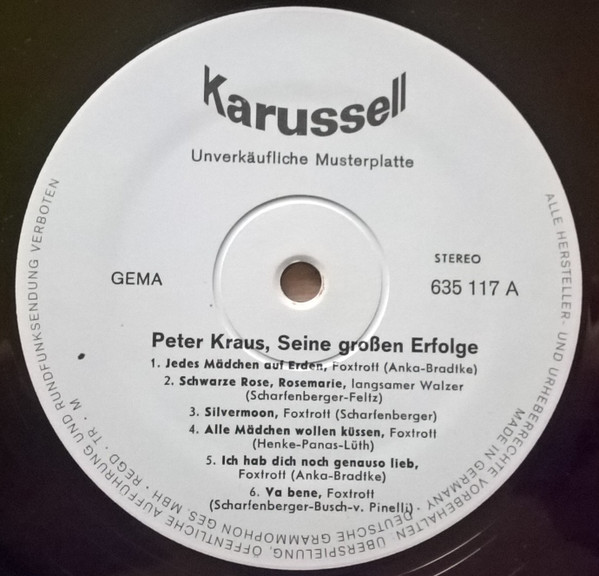 Karussell
Unverkäufliche Musterplatte
GEMA
STEREO
635 117 A
Peter Kraus, Seine großen Erfolge
1. Jedes Mädchen auf Erden, Foxtrott (Anka-Bradtke)
2. Schwarze Rose, Rosemarie, langsamer Walzer
(Scharfenberger-Feltz)
3. Silvermoon, Foxtrott (Scharfenberger)
4. Alle Mädchen wollen küssen, Foxtrott
(Henke-Panas-Lüth)
5. Ich hab dich noch genauso lieb,
Foxtrott (Anka-Bradtke)
6. Va bene, Foxtrott
(Scharfenberger-Busch-v. Pinelli)
ALLE HERSTELLER- UND URHEBERRECHTE VORBEHALTEN. ÜBERSPIELUNG, ÖFFENTLICHE AUFFÜHRUNG UND RUNDFUNKSENDUNG VERBOTEN
MADE IN GERMANY · DEUTSCHE GRAMMOPHON GES. MBH · REGD · TR · M